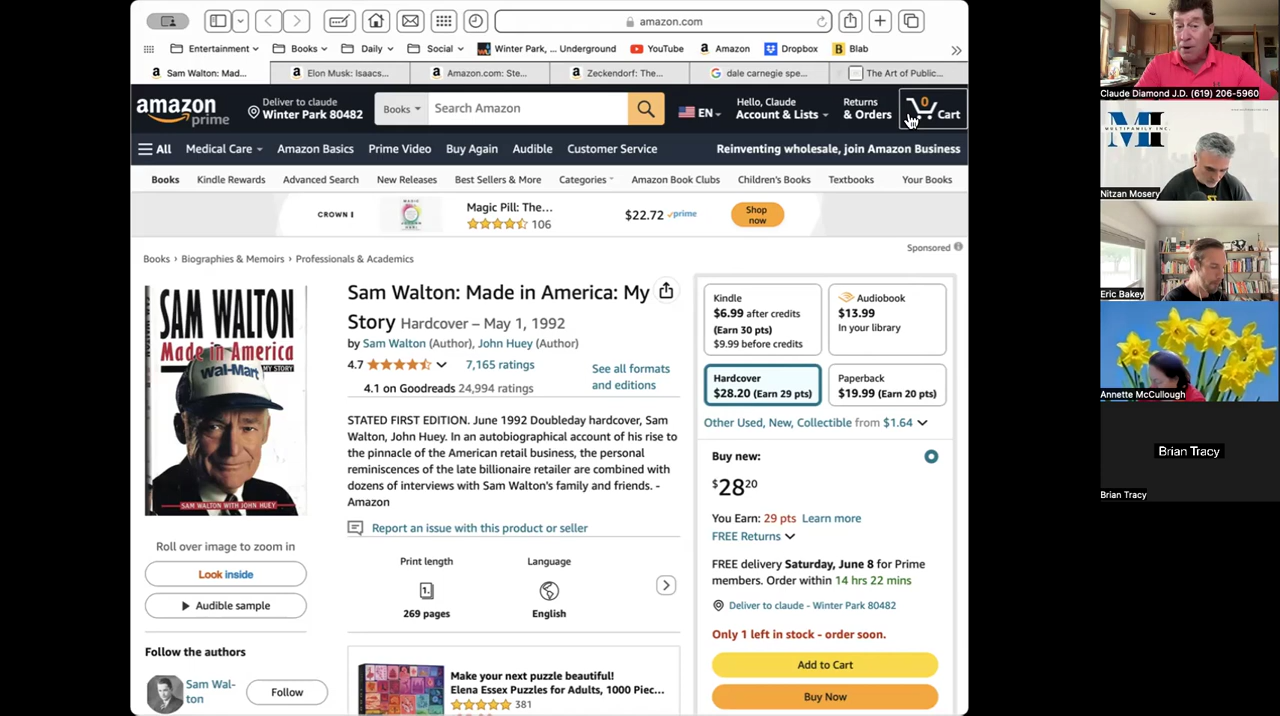 amazon.com
Entertainment Books Daily Social Winter Park, ... Underground YouTube Amazon Dropbox Blab
Sam Walton: Mad... Elon Musk: Isaacs... Amazon.com: Ste... Zeckendorf: The... dale carnegie spe... The Art of Public...
amazon prime
Deliver to claude
Winter Park 80482
Books
Search Amazon
EN
Hello, Claude
Account & Lists
Returns
& Orders
0
Cart
All Medical Care Amazon Basics Prime Video Buy Again Audible Customer Service Reinventing wholesale, join Amazon Business
Books Kindle Rewards Advanced Search New Releases Best Sellers & More Categories Amazon Book Clubs Children's Books Textbooks Your Books
CROWN
Magic Pill: The...
106
$22.72 prime
Shop now
Sponsored
Books › Biographies & Memoirs › Professionals & Academics
SAM WALTON
Made in America
MY STORY
Wal-Mart
SAM WALTON WITH JOHN HUEY
Roll over image to zoom in
Look inside
Audible sample
Follow the authors
Sam Wal-
ton
Follow
Sam Walton: Made in America: My
Story Hardcover – May 1, 1992
by Sam Walton (Author), John Huey (Author)
4.7 7,165 ratings
4.1 on Goodreads 24,994 ratings
See all formats
and editions
STATED FIRST EDITION. June 1992 Doubleday hardcover, Sam
Walton, John Huey. In an autobiographical account of his rise to
the pinnacle of the American retail business, the personal
reminiscences of the late billionaire retailer are combined with
dozens of interviews with Sam Walton's family and friends. -
Amazon
Report an issue with this product or seller
Print length
269 pages
Language
English
Make your next puzzle beautiful!
Elena Essex Puzzles for Adults, 1000 Piec...
381
Kindle
$6.99 after credits
(Earn 30 pts)
$9.99 before credits
Audiobook
$13.99
In your library
Hardcover
$28.20 (Earn 29 pts)
Paperback
$19.99 (Earn 20 pts)
Other Used, New, Collectible from $1.64
Buy new:
$28 20
You Earn: 29 pts Learn more
FREE Returns
FREE delivery Saturday, June 8 for Prime
members. Order within 14 hrs 22 mins
Deliver to claude - Winter Park 80482
Only 1 left in stock - order soon.
Add to Cart
Buy Now
Claude Diamond J.D. (619) 206-5960
MULTIFAMILY INC.
MI
Nitzan Mosery
Eric Bakey
Annette McCullough
Brian Tracy
Brian Tracy